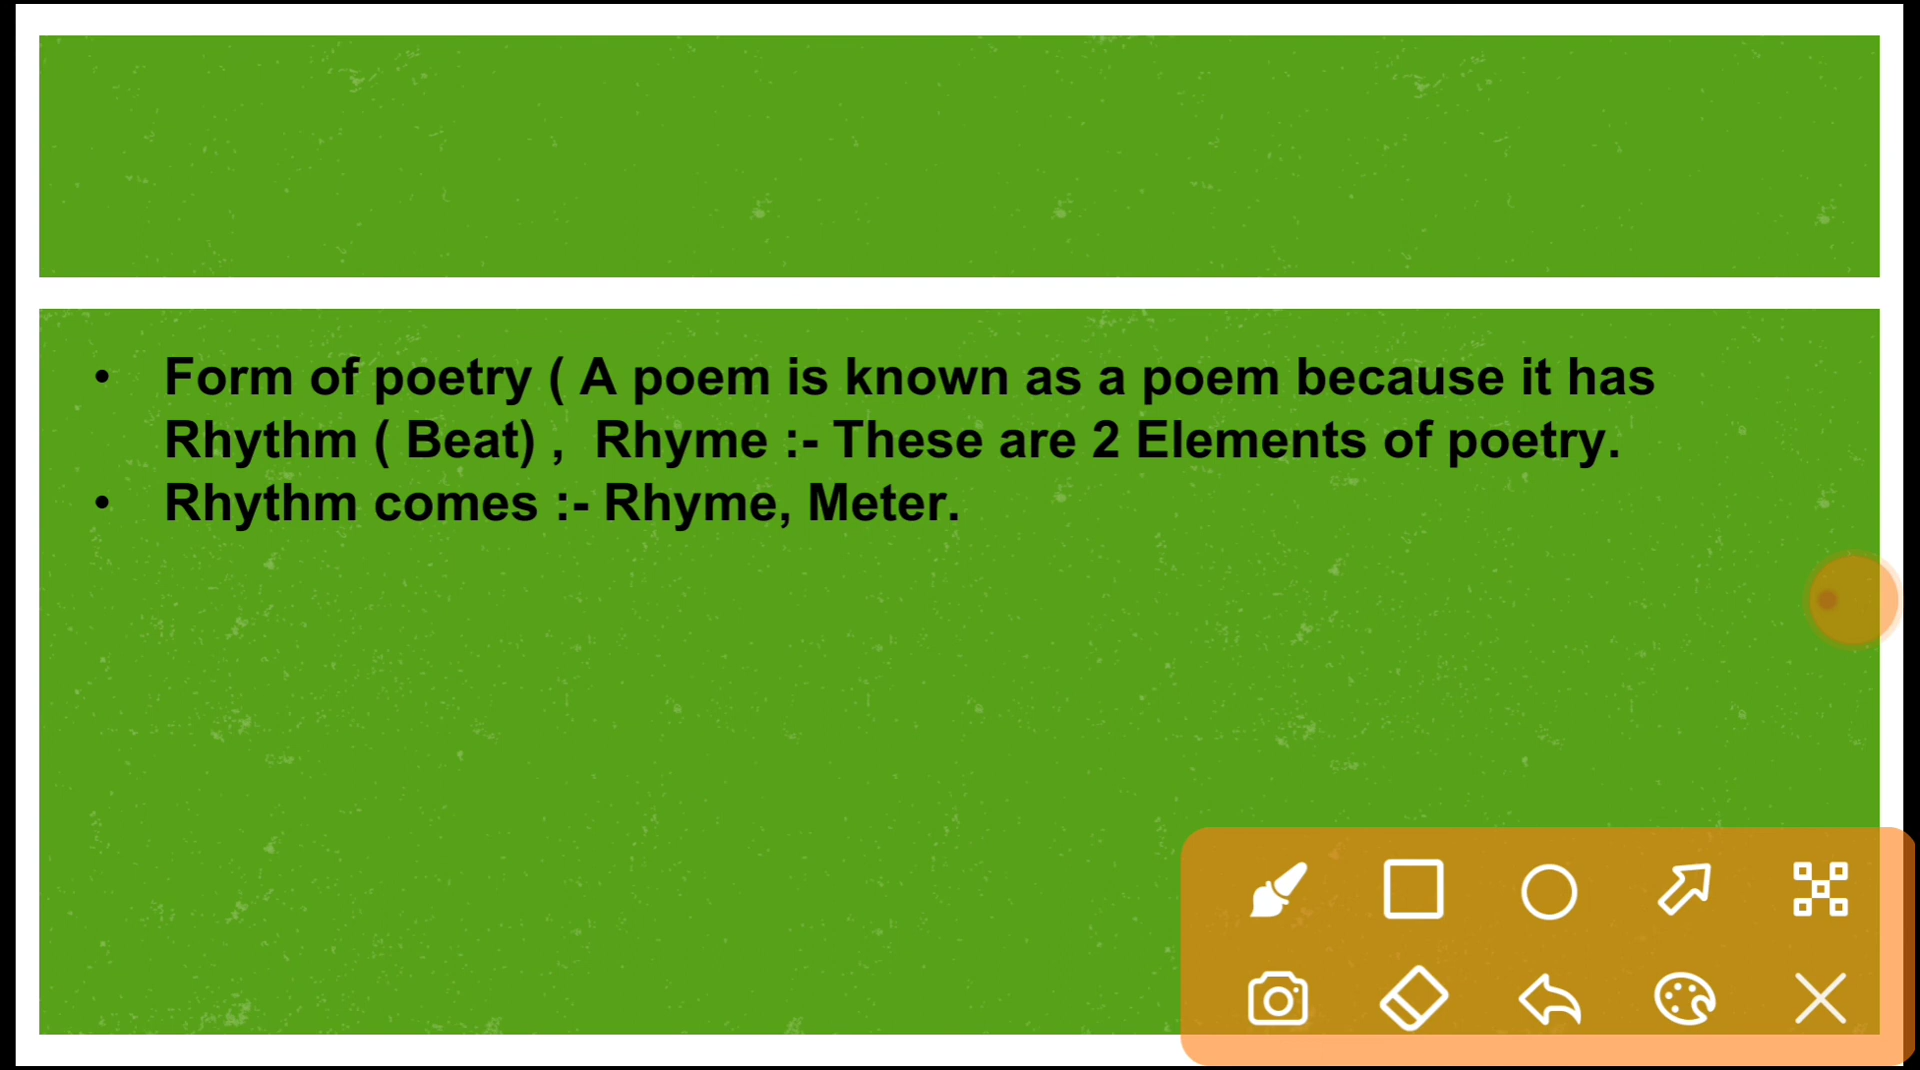 • Form of poetry ( A poem is known as a poem because it has
Rhythm ( Beat) , Rhyme :- These are 2 Elements of poetry.
• Rhythm comes :- Rhyme, Meter.